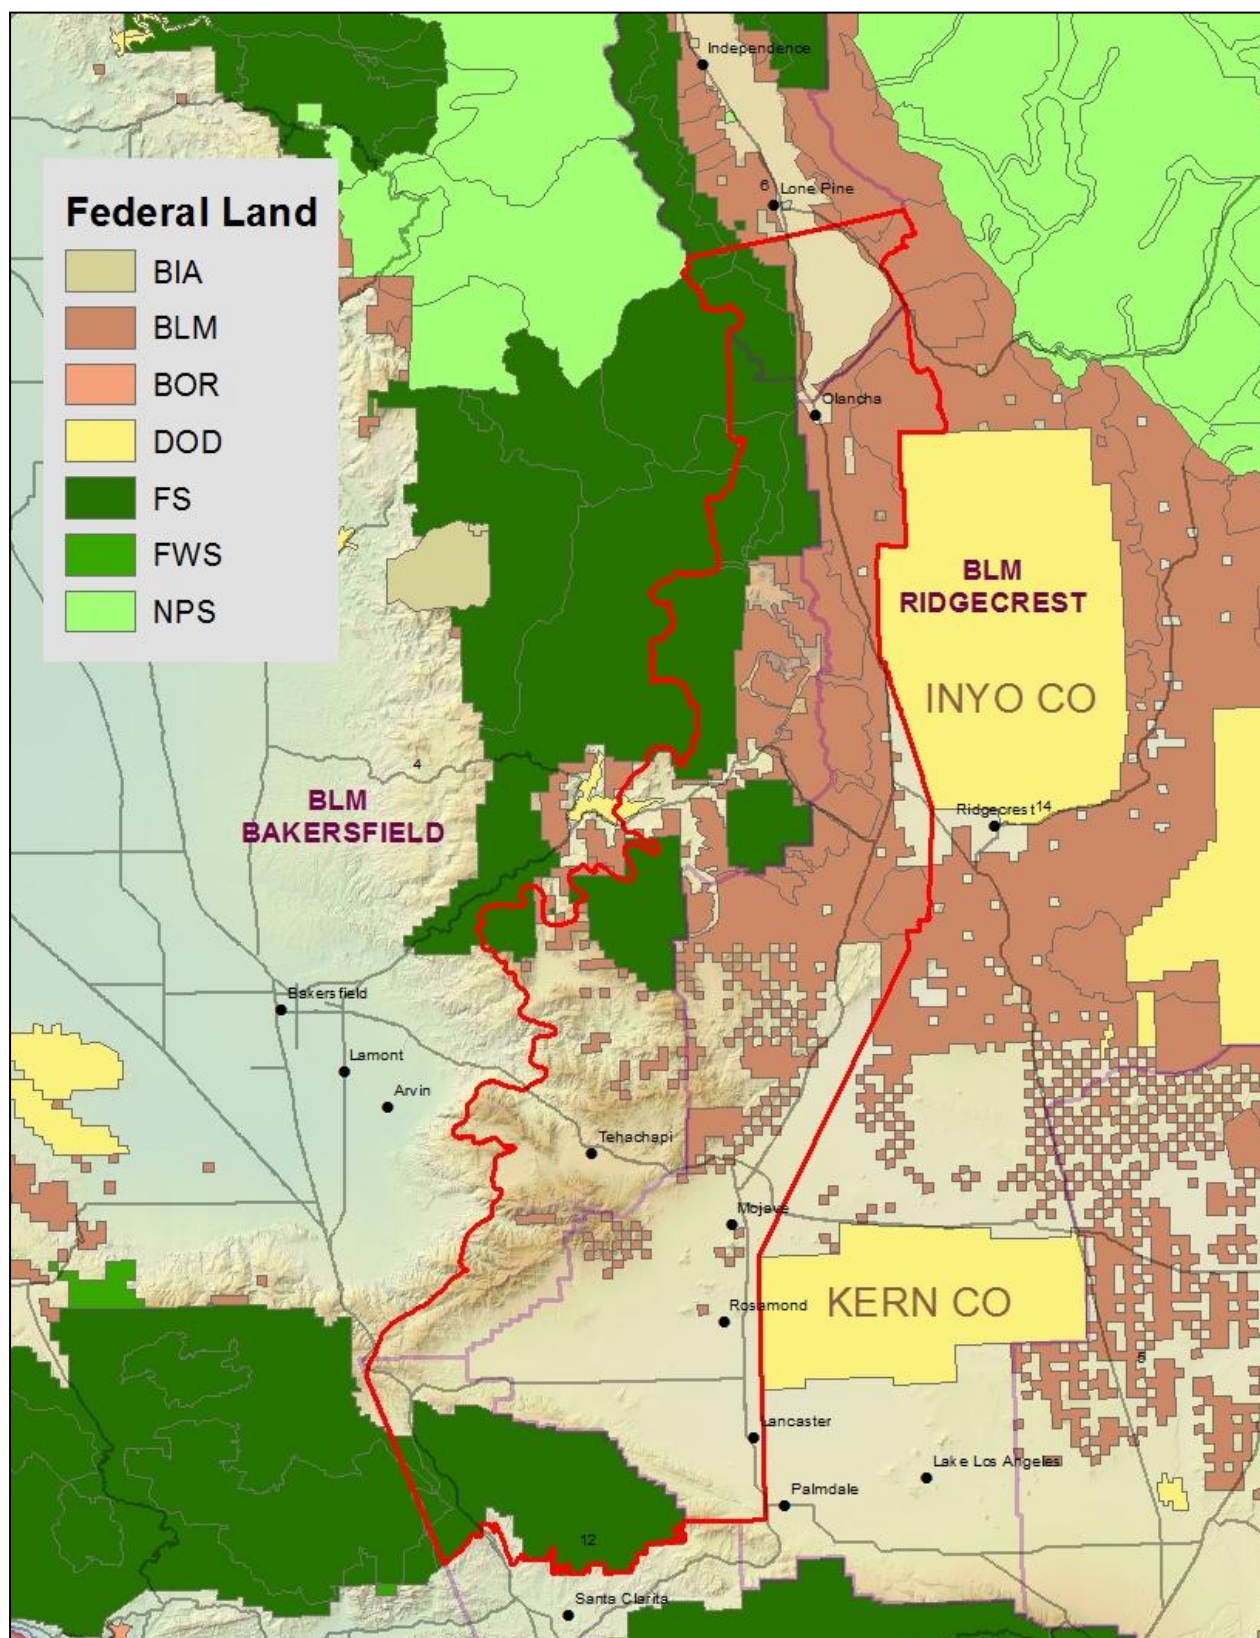 Independence
6
Lone Pine
Federal Land
BIA
BLM
BOR
DOD
FS
FWS
NPS
Olancha
BLM
RIDGECREST
INYO CO
4
BLM
BAKERSFIELD
Ridgecrest
14
Bakersfield
Lamont
Arvin
Tehachapi
Mojave
Rosamond
KERN CO
5
Lancaster
Lake Los Angeles
Palmdale
12
Santa Clarita